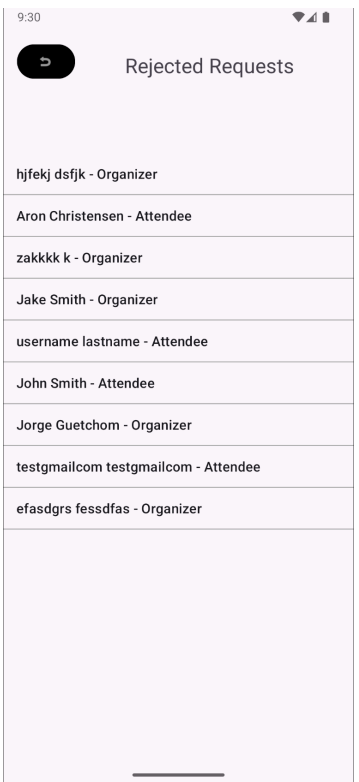 9:30
Rejected Requests
hjfekj dsfjk - Organizer
Aron Christensen - Attendee
zakkkk k - Organizer
Jake Smith - Organizer
username lastname - Attendee
John Smith - Attendee
Jorge Guetchom - Organizer
testgmailcom testgmailcom - Attendee
efasdgrs fessdfas - Organizer